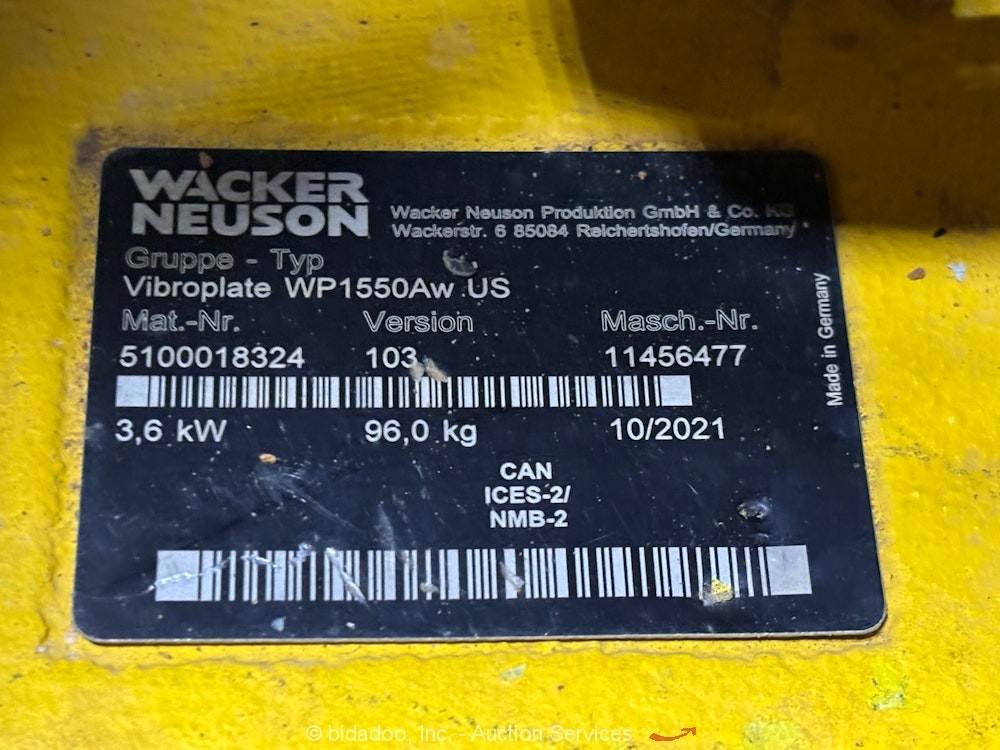 WACKER
NEUSON
Wacker Neuson Produktion GmbH & Co. KG
Wackerstr. 6 85084 Reichertshofen/Germany
Gruppe - Typ
Vibroplate WP1550Aw US
Mat.-Nr. Version Masch.-Nr.
5100018324 103 11456477
3,6 kW 96,0 kg 10/2021
CAN
ICES-2/
NMB-2
Made in Germany
© bidadoo, Inc. - Auction Services